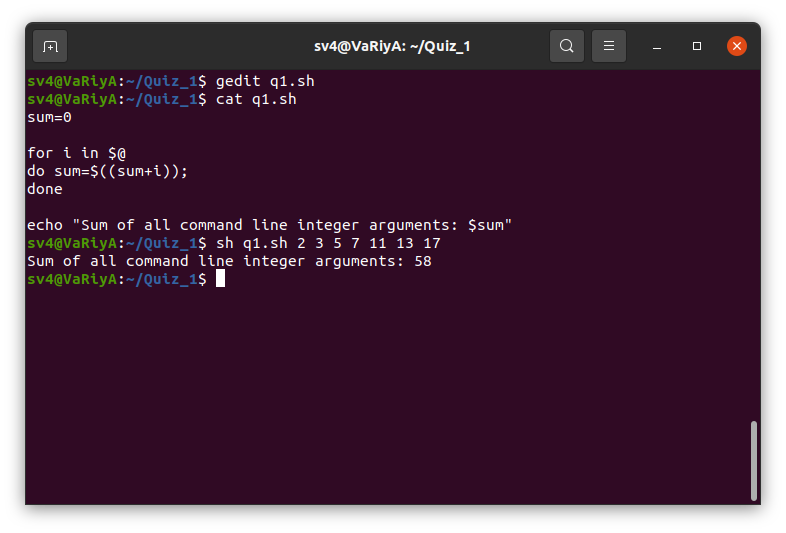 sv4@VaRiyA: ~/Quiz_1
sv4@VaRiyA:~/Quiz_1$ gedit q1.sh
sv4@VaRiyA:~/Quiz_1$ cat q1.sh
sum=0
for i in $@
do sum=$((sum+i));
done
echo "Sum of all command line integer arguments: $sum"
sv4@VaRiyA:~/Quiz_1$ sh q1.sh 2 3 5 7 11 13 17
Sum of all command line integer arguments: 58
sv4@VaRiyA:~/Quiz_1$